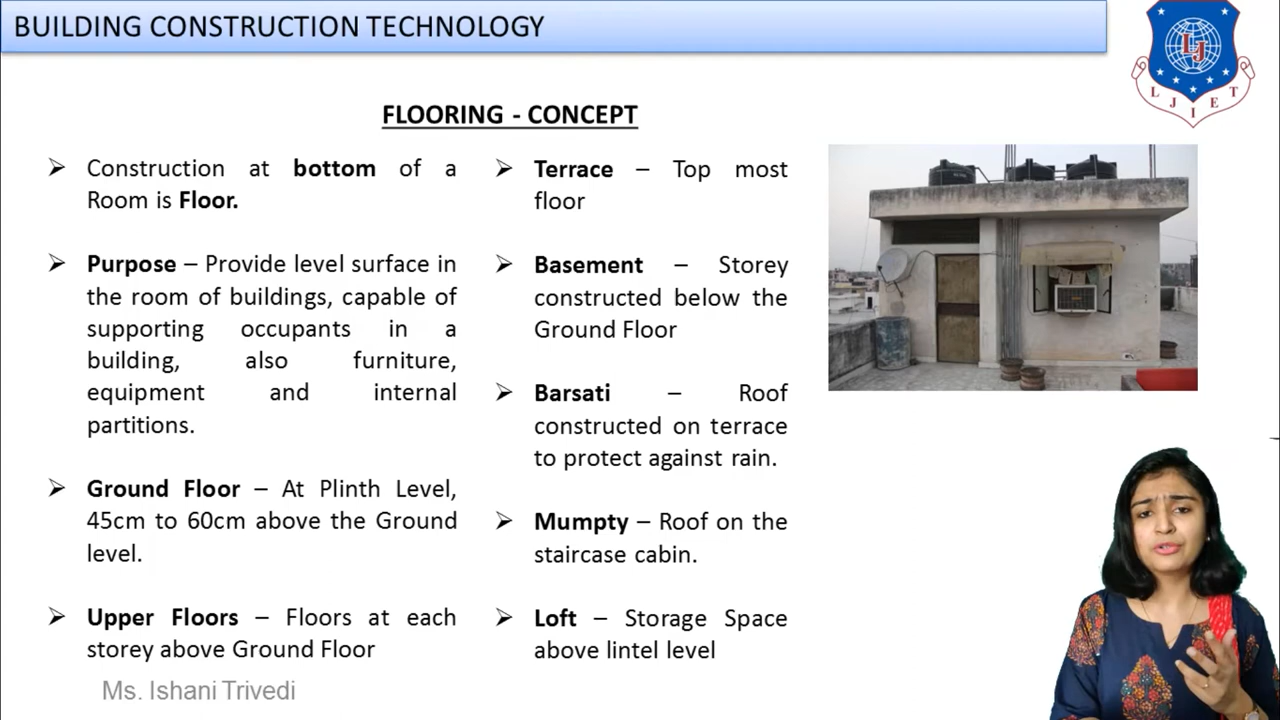 BUILDING CONSTRUCTION TECHNOLOGY
LJ
L J I E T
FLOORING - CONCEPT
➢ Construction at bottom of a
Room is Floor.
➢ Purpose – Provide level surface in
the room of buildings, capable of
supporting occupants in a
building, also furniture,
equipment and internal
partitions.
➢ Ground Floor – At Plinth Level,
45cm to 60cm above the Ground
level.
➢ Upper Floors – Floors at each
storey above Ground Floor
➢ Terrace – Top most
floor
➢ Basement – Storey
constructed below the
Ground Floor
➢ Barsati – Roof
constructed on terrace
to protect against rain.
➢ Mumpty – Roof on the
staircase cabin.
➢ Loft – Storage Space
above lintel level
Ms. Ishani Trivedi